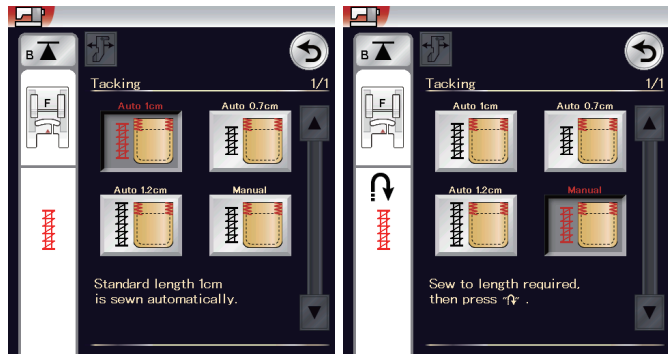 B
F
Tacking 1/1
Auto 1cm Auto 0.7cm
Auto 1.2cm Manual
Standard length 1cm
is sewn automatically.
B
F
Tacking 1/1
Auto 1cm Auto 0.7cm
Auto 1.2cm Manual
Sew to length required,
then press "⮌" .